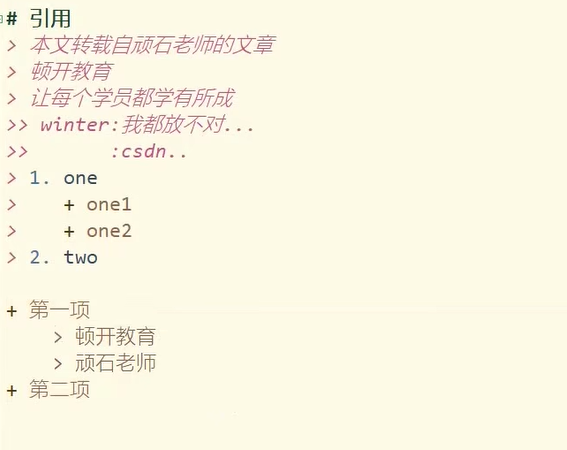 # 引用
> 本文转载自顽石老师的文章
> 顿开教育
> 让每个学员都学有所成
>> winter:我都放不对...
>>       :csdn..
> 1. one
>    + one1
>    + one2
> 2. two
+ 第一项
    > 顿开教育
    > 顽石老师
+ 第二项